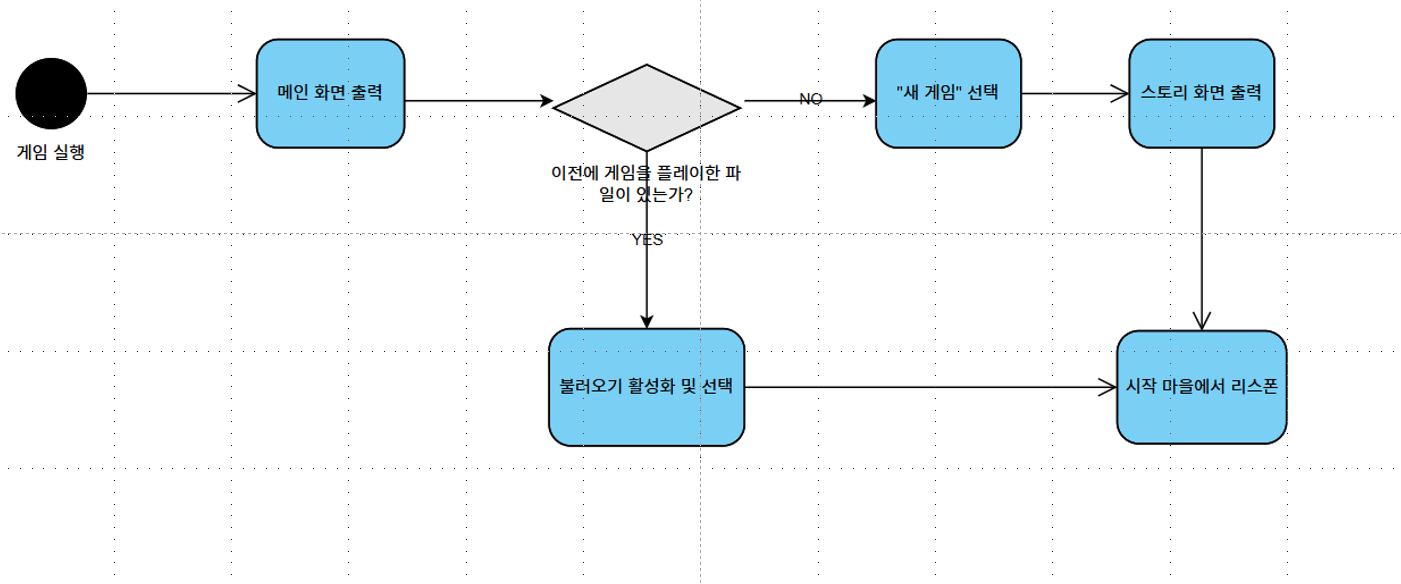 메인 화면 출력
NO
"새 게임" 선택
스토리 화면 출력
게임 실행
이전에 게임을 플레이한 파
일이 있는가?
YES
불러오기 활성화 및 선택
시작 마을에서 리스폰